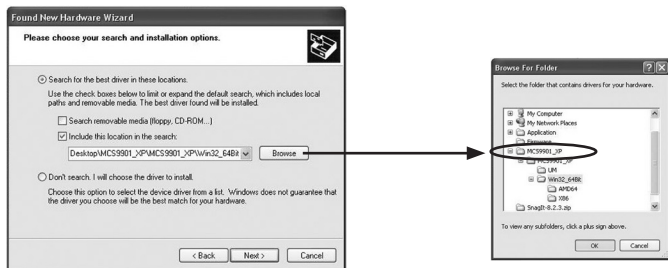 Found New Hardware Wizard
Please choose your search and installation options.
Search for the best driver in these locations.
Use the check boxes below to limit or expand the default search, which includes local
paths and removable media. The best driver found will be installed.
Search removable media (floppy, CD-ROM...)
Include this location in the search:
Desktop\MCS9901_XP\MCS9901_XP\Win32_64Bit
Browse
Don't search. I will choose the driver to install.
Choose this option to select the device driver from a list. Windows does not guarantee that
the driver you choose will be the best match for your hardware.
< Back
Next >
Cancel
Browse For Folder
Select the folder that contains drivers for your hardware.
My Computer
My Network Places
Application
Firmware
MCS9901_XP
MCS9901_XP
UM
Win32_64Bit
AMD64
X86
SnagIt-8.2.3.zip
To view any subfolders, click a plus sign above.
OK
Cancel